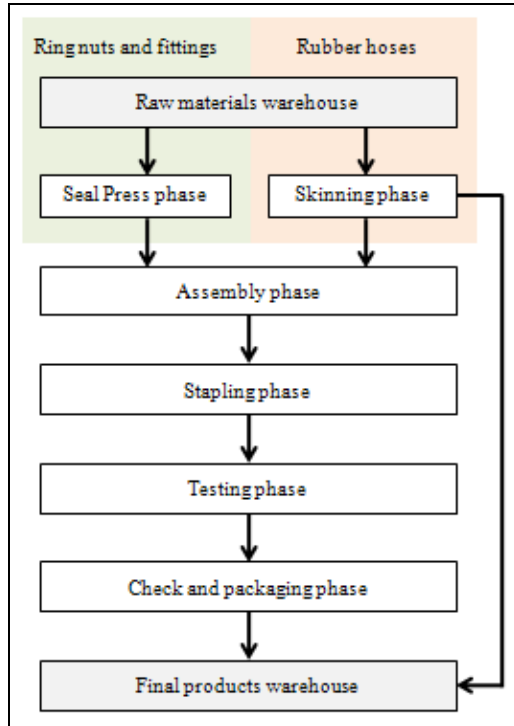 Ring nuts and fittings
Rubber hoses
Raw materials warehouse
Seal Press phase
Skinning phase
Assembly phase
Stapling phase
Testing phase
Check and packaging phase
Final products warehouse